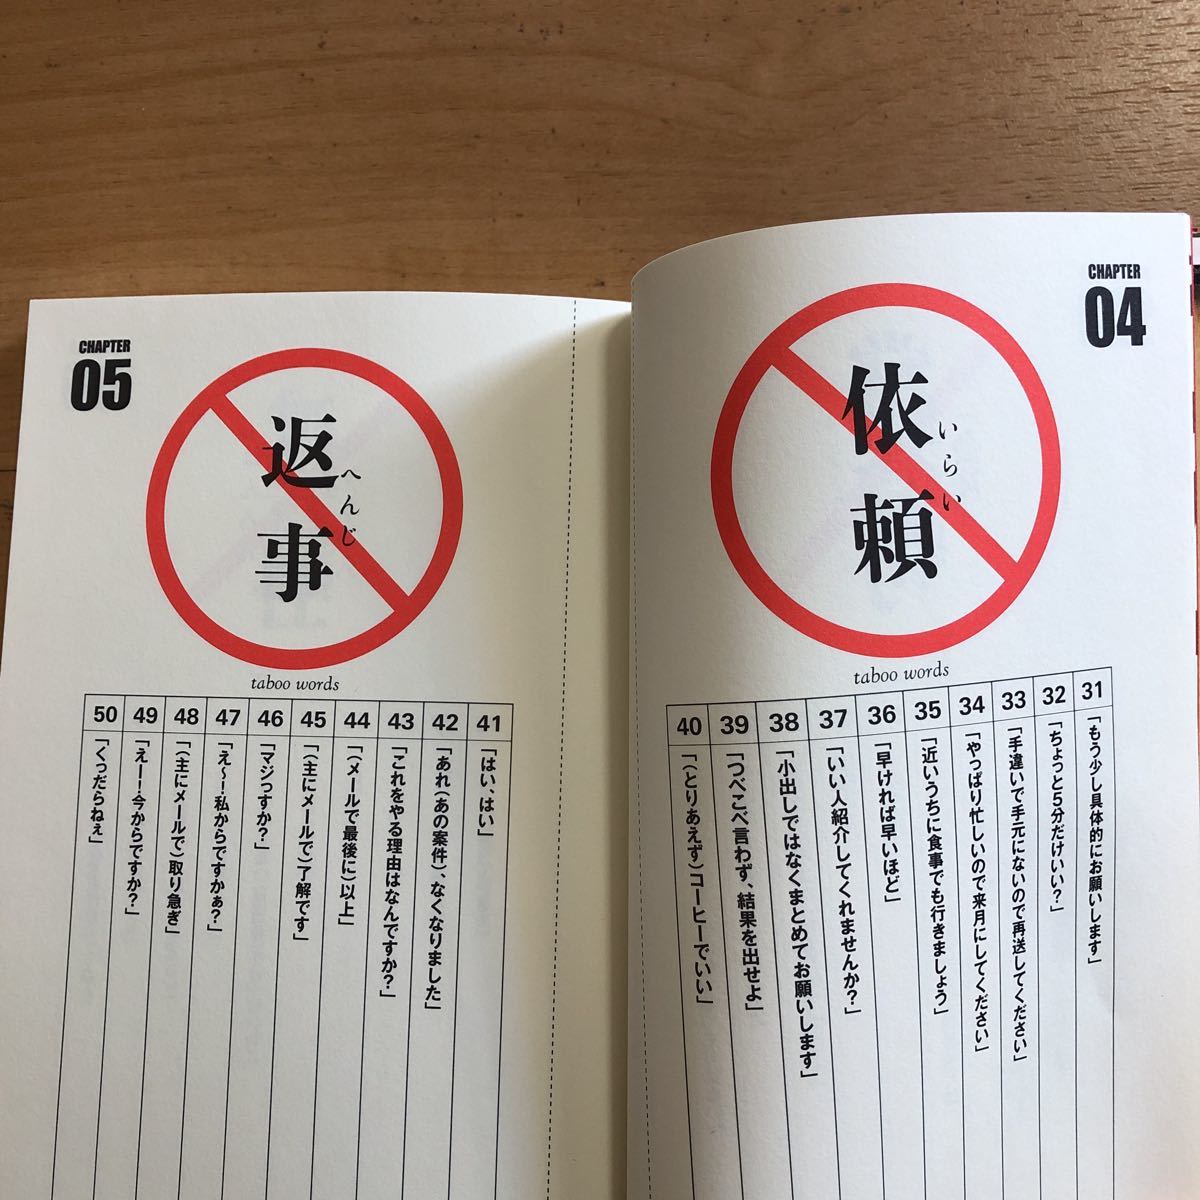 CHAPTER
04
依頼
いらい
taboo words
31
「もう少し具体的にお願いします」
32
「ちょっと5分だけいい?」
33
「手違いで手元にないので再送してください」
34
「やっぱり忙しいので来月にしてください」
35
「近いうちに食事でも行きましょう」
36
「早ければ早いほど」
37
「いい人紹介してくれませんか?」
38
「小出しではなくまとめてお願いします」
39
「つべこべ言わず、結果を出せよ」
40
「(とりあえず)コーヒーでいい」
CHAPTER
05
返事
へんじ
taboo words
41
「はい、はい」
42
「あれ(あの案件)、なくなりました」
43
「これをやる理由はなんですか?」
44
「(メールで最後に)以上」
45
「(主にメールで)了解です」
46
「マジっすか?」
47
「え〜!私からですかぁ?」
48
「(主にメールで)取り急ぎ」
49
「えー!今からですか?」
50
「くっだらねぇ」